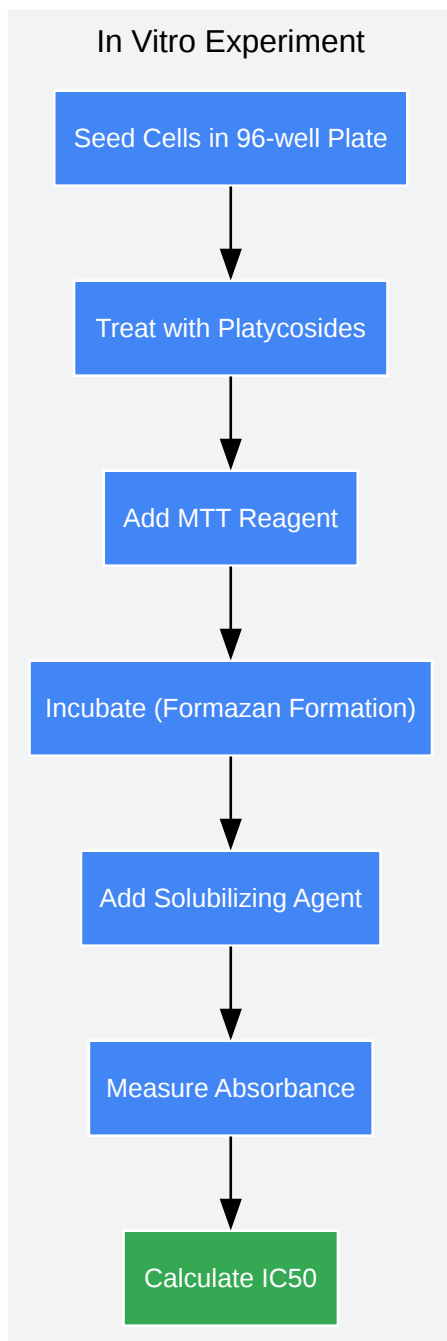 In Vitro Experiment
Seed Cells in 96-well Plate
Treat with Platycosides
Add MTT Reagent
Incubate (Formazan Formation)
Add Solubilizing Agent
Measure Absorbance
Calculate IC50